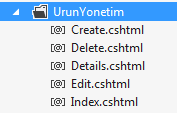 UrunYonetim
[@] Create.cshtml
[@] Delete.cshtml
[@] Details.cshtml
[@] Edit.cshtml
[@] Index.cshtml